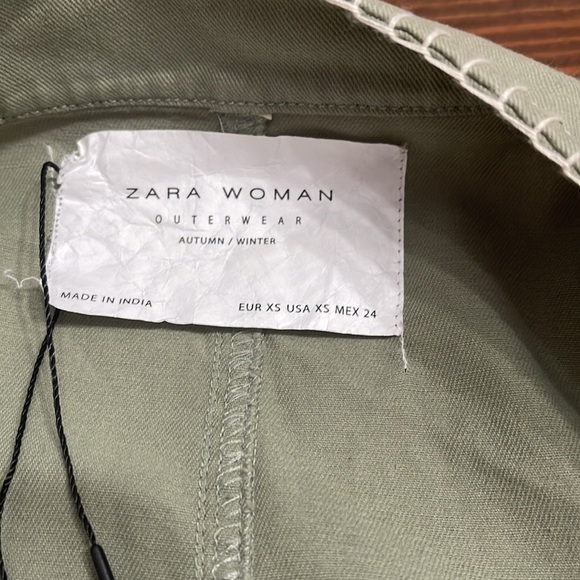 ZARA WOMAN
OUTERWEAR
AUTUMN / WINTER
MADE IN INDIA
EUR XS USA XS MEX 24